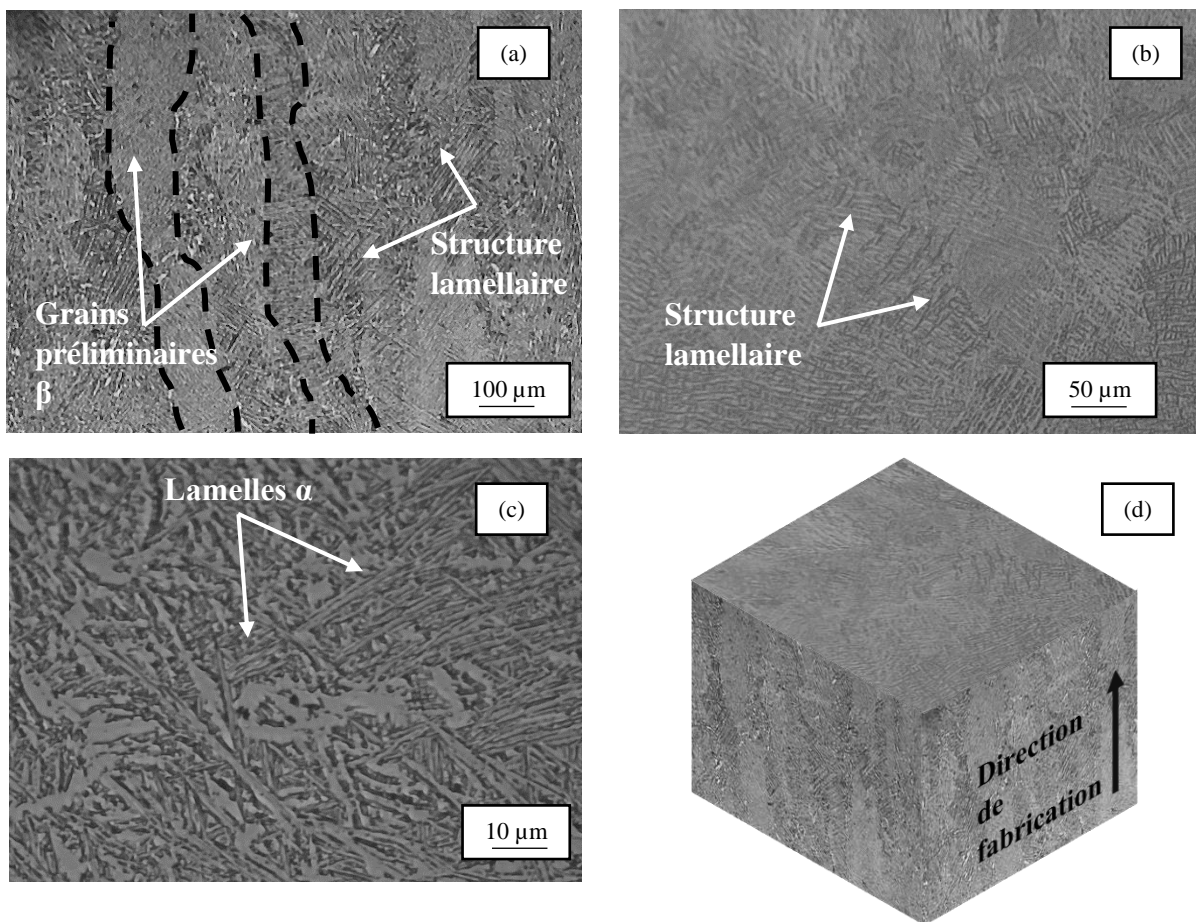 (a)
Structure
lamellaire
Grains
préliminaires
β
100 µm
(b)
Structure
lamellaire
50 µm
Lamelles α
(c)
10 µm
(d)
Direction
de
fabrication